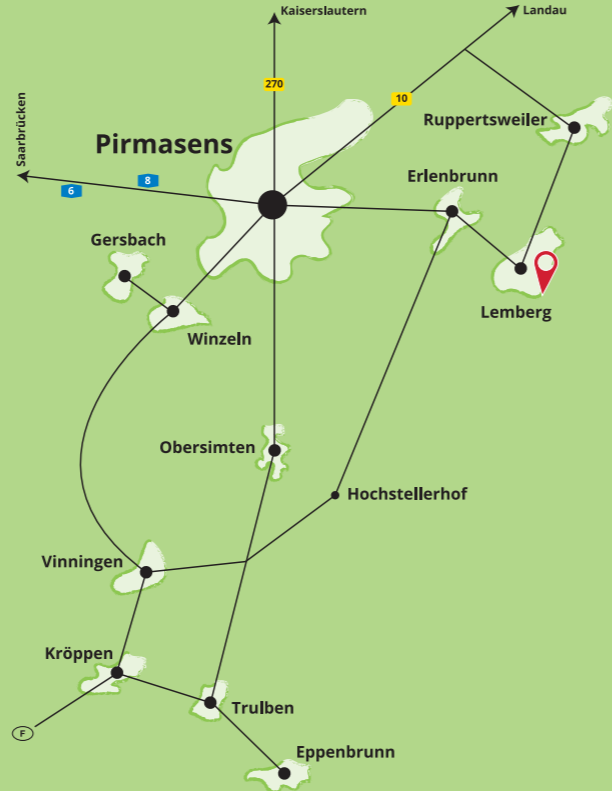 Kaiserslautern
Landau
270
10
Ruppertsweiler
Saarbrücken
Pirmasens
Erlenbrunn
8
6
Gersbach
Lemberg
Winzeln
Obersimten
Hochstellerhof
Vinningen
Kröppen
Trulben
F
Eppenbrunn